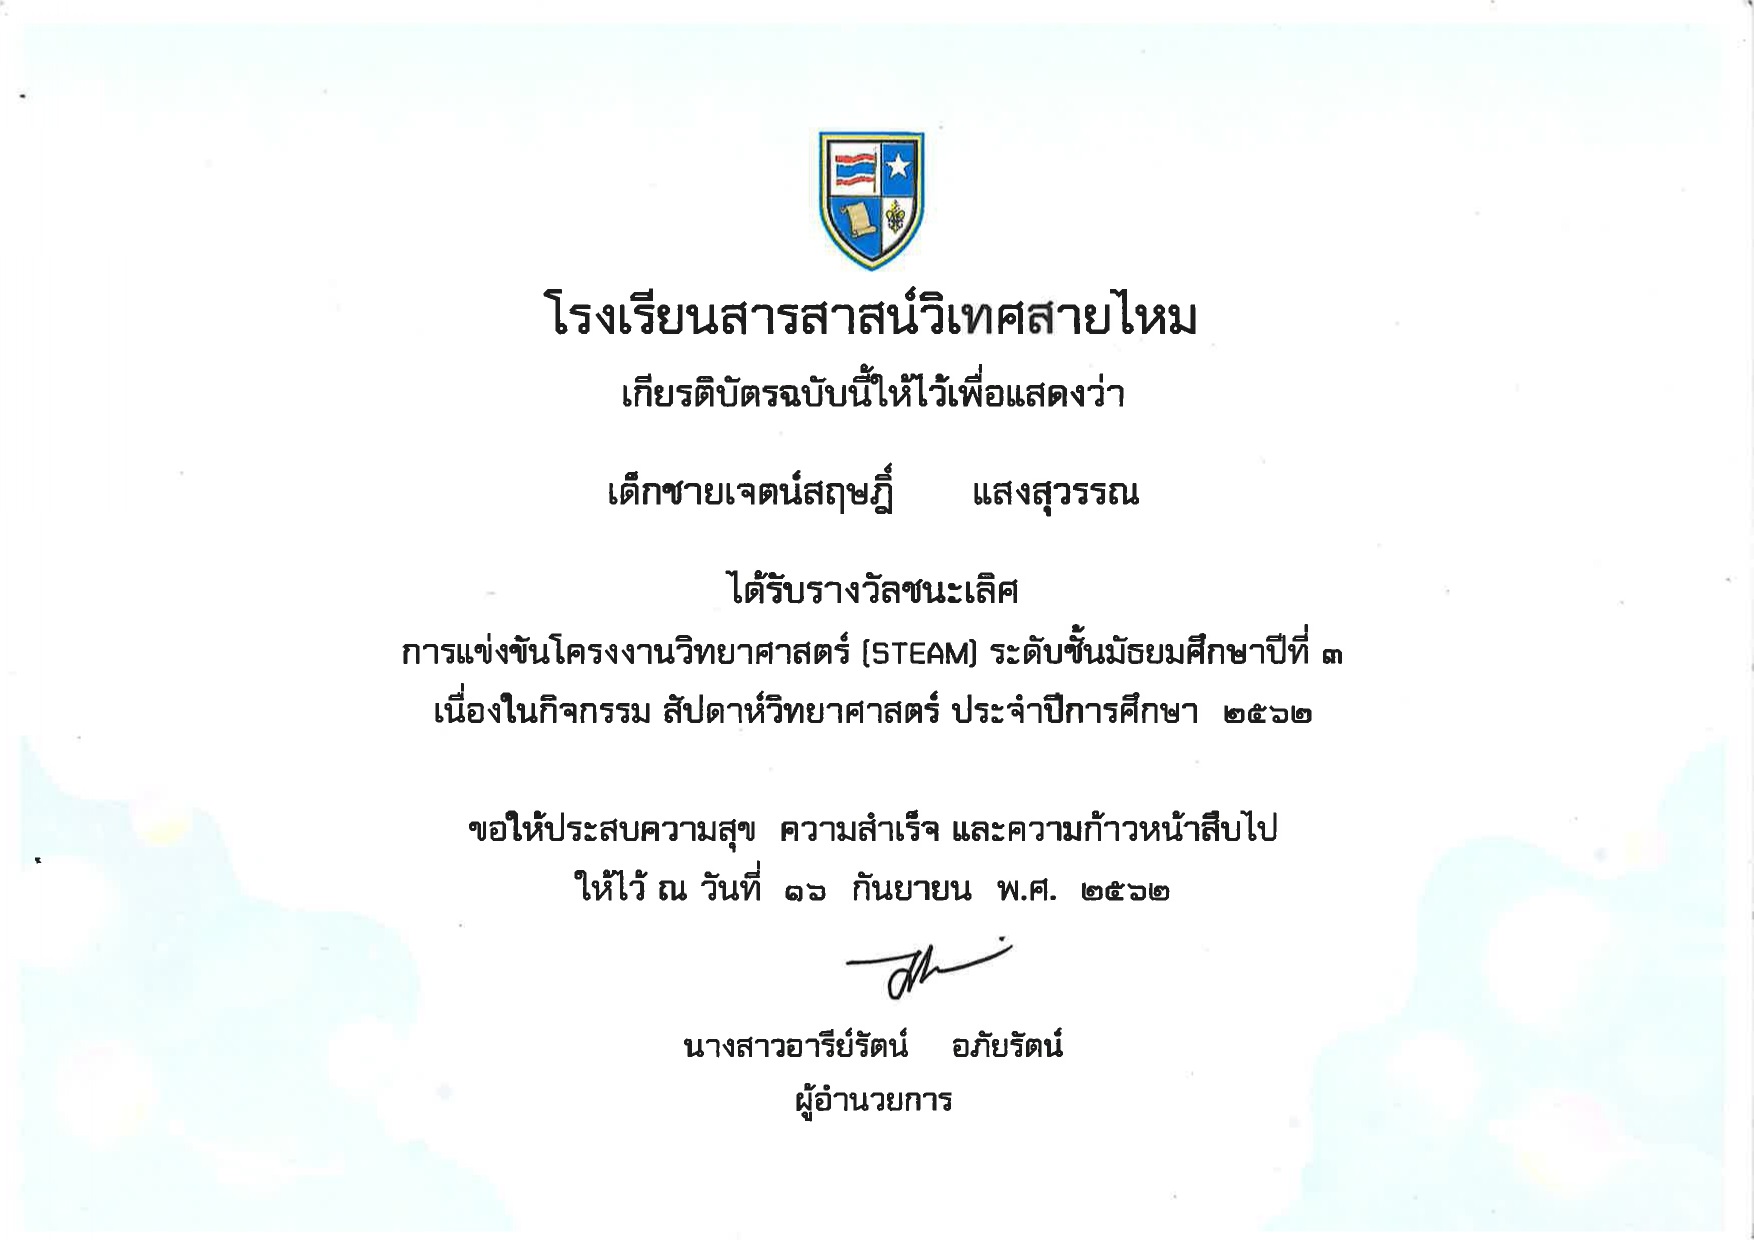 โรงเรียนสารสาสน์วิเทศสายไหม
เกียรติบัตรฉบับนี้ให้ไว้เพื่อแสดงว่า
เด็กชายเจตน์สฤษฎิ์ แสงสุวรรณ
ได้รับรางวัลชนะเลิศ
การแข่งขันโครงงานวิทยาศาสตร์ (STEAM) ระดับชั้นมัธยมศึกษาปีที่ ๓
เนื่องในกิจกรรม สัปดาห์วิทยาศาสตร์ ประจำปีการศึกษา ๒๕๖๒
ขอให้ประสบความสุข ความสำเร็จ และความก้าวหน้าสืบไป
ให้ไว้ ณ วันที่ ๑๖ กันยายน พ.ศ. ๒๕๖๒
นางสาวอารีย์รัตน์ อภัยรัตน์
ผู้อำนวยการ